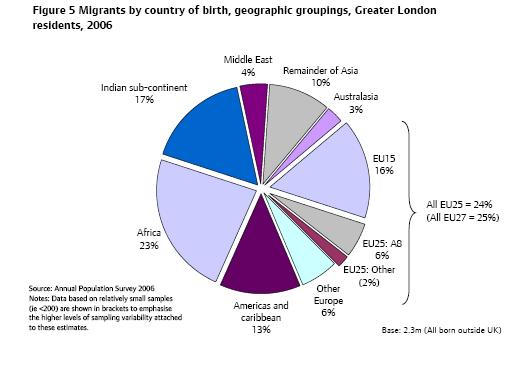 Figure 5 Migrants by country of birth, geographic groupings, Greater London
residents, 2006
Middle East
4%
Remainder of Asia
10%
Australasia
3%
Indian sub-continent
17%
EU15
16%
All EU25 = 24%
(All EU27 = 25%)
Africa
23%
EU25: A8
6%
EU25: Other
(2%)
Other
Europe
6%
Americas and
caribbean
13%
Source: Annual Population Survey 2006
Notes: Data based on relatively small samples
(ie <200) are shown in brackets to emphasise
the higher levels of sampling variability attached
to these estimates.
Base: 2.3m (All born outside UK)